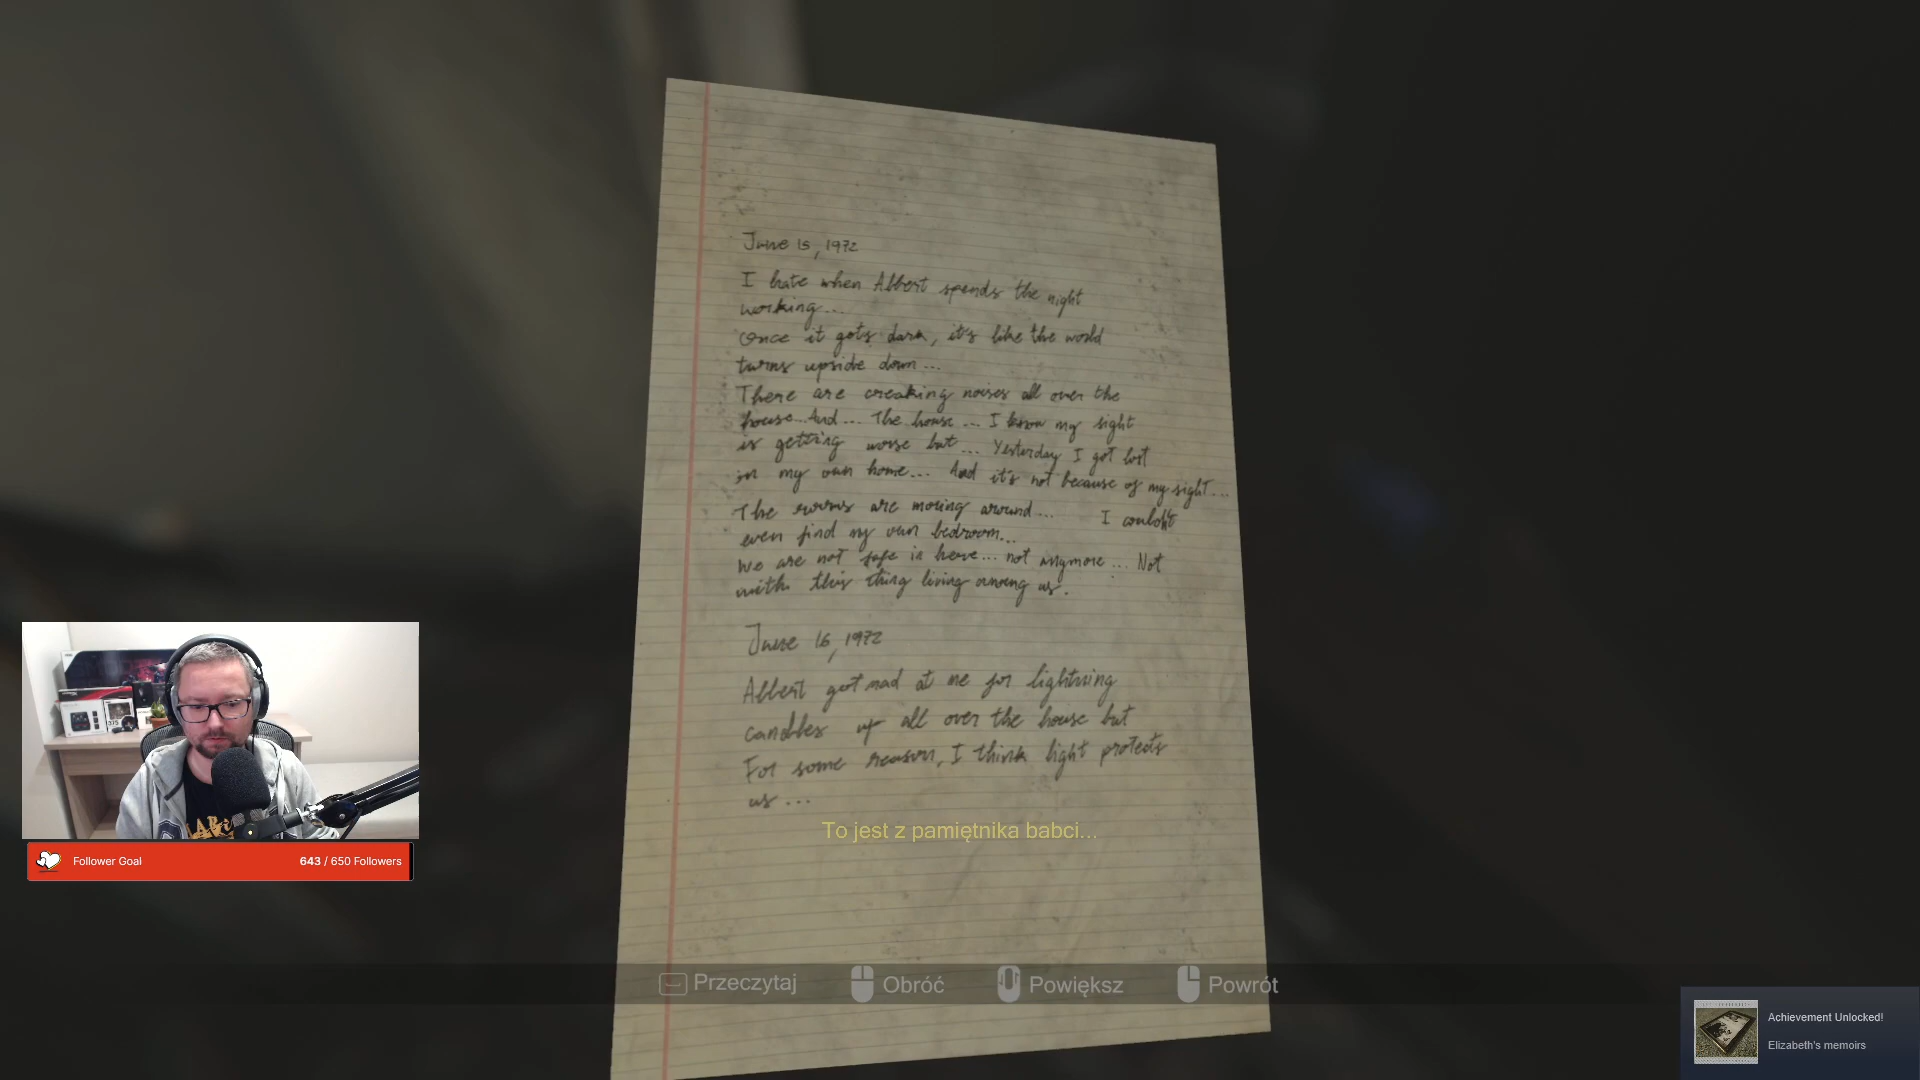 June 15, 1972
I hate when Albert spends the night
working...
Once it gets dark, it's like the world
turns upside down...
There are creaking noises all over the
house... And... The house... I know my sight
is getting worse but... Yesterday I got lost
in my own home... And it's not because of my sight...
The rooms are moving around... I couldn't
even find my own bedroom...
We are not safe in here... not anymore... Not
with this thing living among us.
June 16, 1972
Albert got mad at me for lightning
candles up all over the house but
For some reason, I think light protects
us...
To jest z pamiętnika babci...
Przeczytaj Obróć Powiększ Powrót
Follower Goal 643 / 650 Followers
Achievement Unlocked!
Elizabeth's memoirs